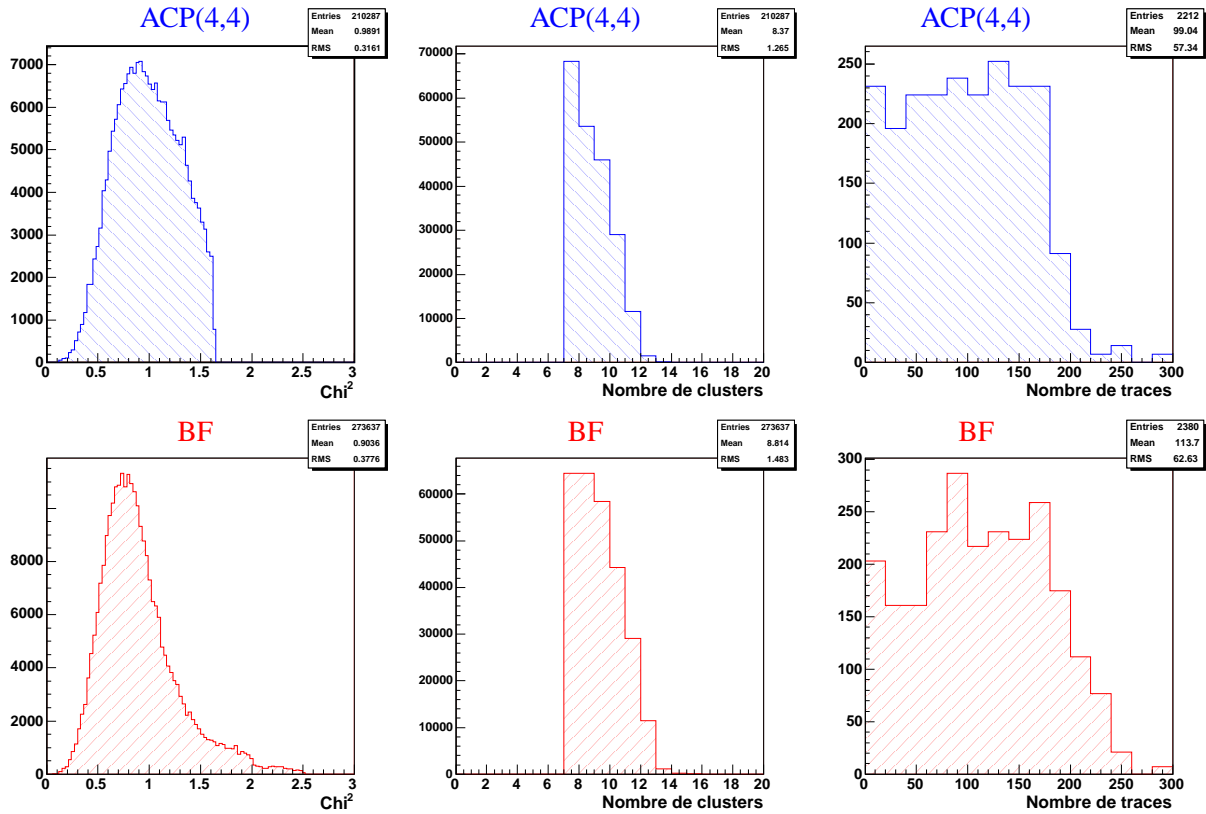 ACP(4,4)
Entries 210287
Mean 0.9891
RMS 0.3161
7000
6000
5000
4000
3000
2000
1000
0
0 0.5 1 1.5 2 2.5 3
Chi2
ACP(4,4)
Entries 210287
Mean 8.37
RMS 1.265
70000
60000
50000
40000
30000
20000
10000
0
0 2 4 6 8 10 12 14 16 18 20
Nombre de clusters
ACP(4,4)
Entries 2212
Mean 99.04
RMS 57.34
250
200
150
100
50
0
0 50 100 150 200 250 300
Nombre de traces
BF
Entries 273637
Mean 0.9036
RMS 0.3776
8000
6000
4000
2000
0
0 0.5 1 1.5 2 2.5 3
Chi2
BF
Entries 273637
Mean 8.814
RMS 1.483
60000
50000
40000
30000
20000
10000
0
0 2 4 6 8 10 12 14 16 18 20
Nombre de clusters
BF
Entries 2380
Mean 113.7
RMS 62.63
300
250
200
150
100
50
0
0 50 100 150 200 250 300
Nombre de traces